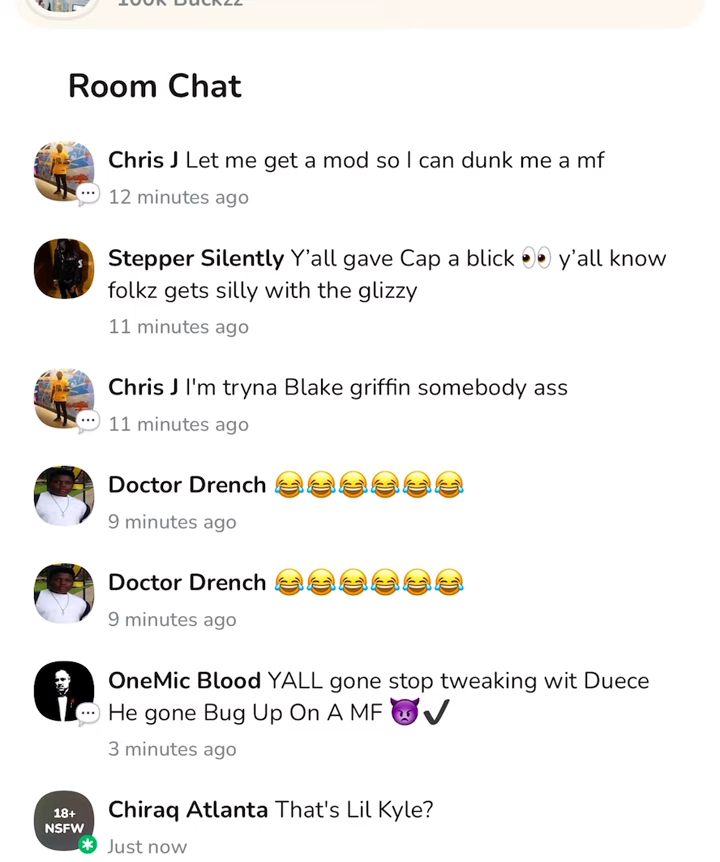 100k Buckzz
Room Chat
Chris J Let me get a mod so I can dunk me a mf
12 minutes ago
Stepper Silently Y'all gave Cap a blick 👀 y'all know
folkz gets silly with the glizzy
11 minutes ago
Chris J I'm tryna Blake griffin somebody ass
11 minutes ago
Doctor Drench 😂😂😂😂😂😂
9 minutes ago
Doctor Drench 😂😂😂😂😂😂
9 minutes ago
OneMic Blood YALL gone stop tweaking wit Duece
He gone Bug Up On A MF 👿✔️
3 minutes ago
18+
NSFW
Chiraq Atlanta That's Lil Kyle?
Just now